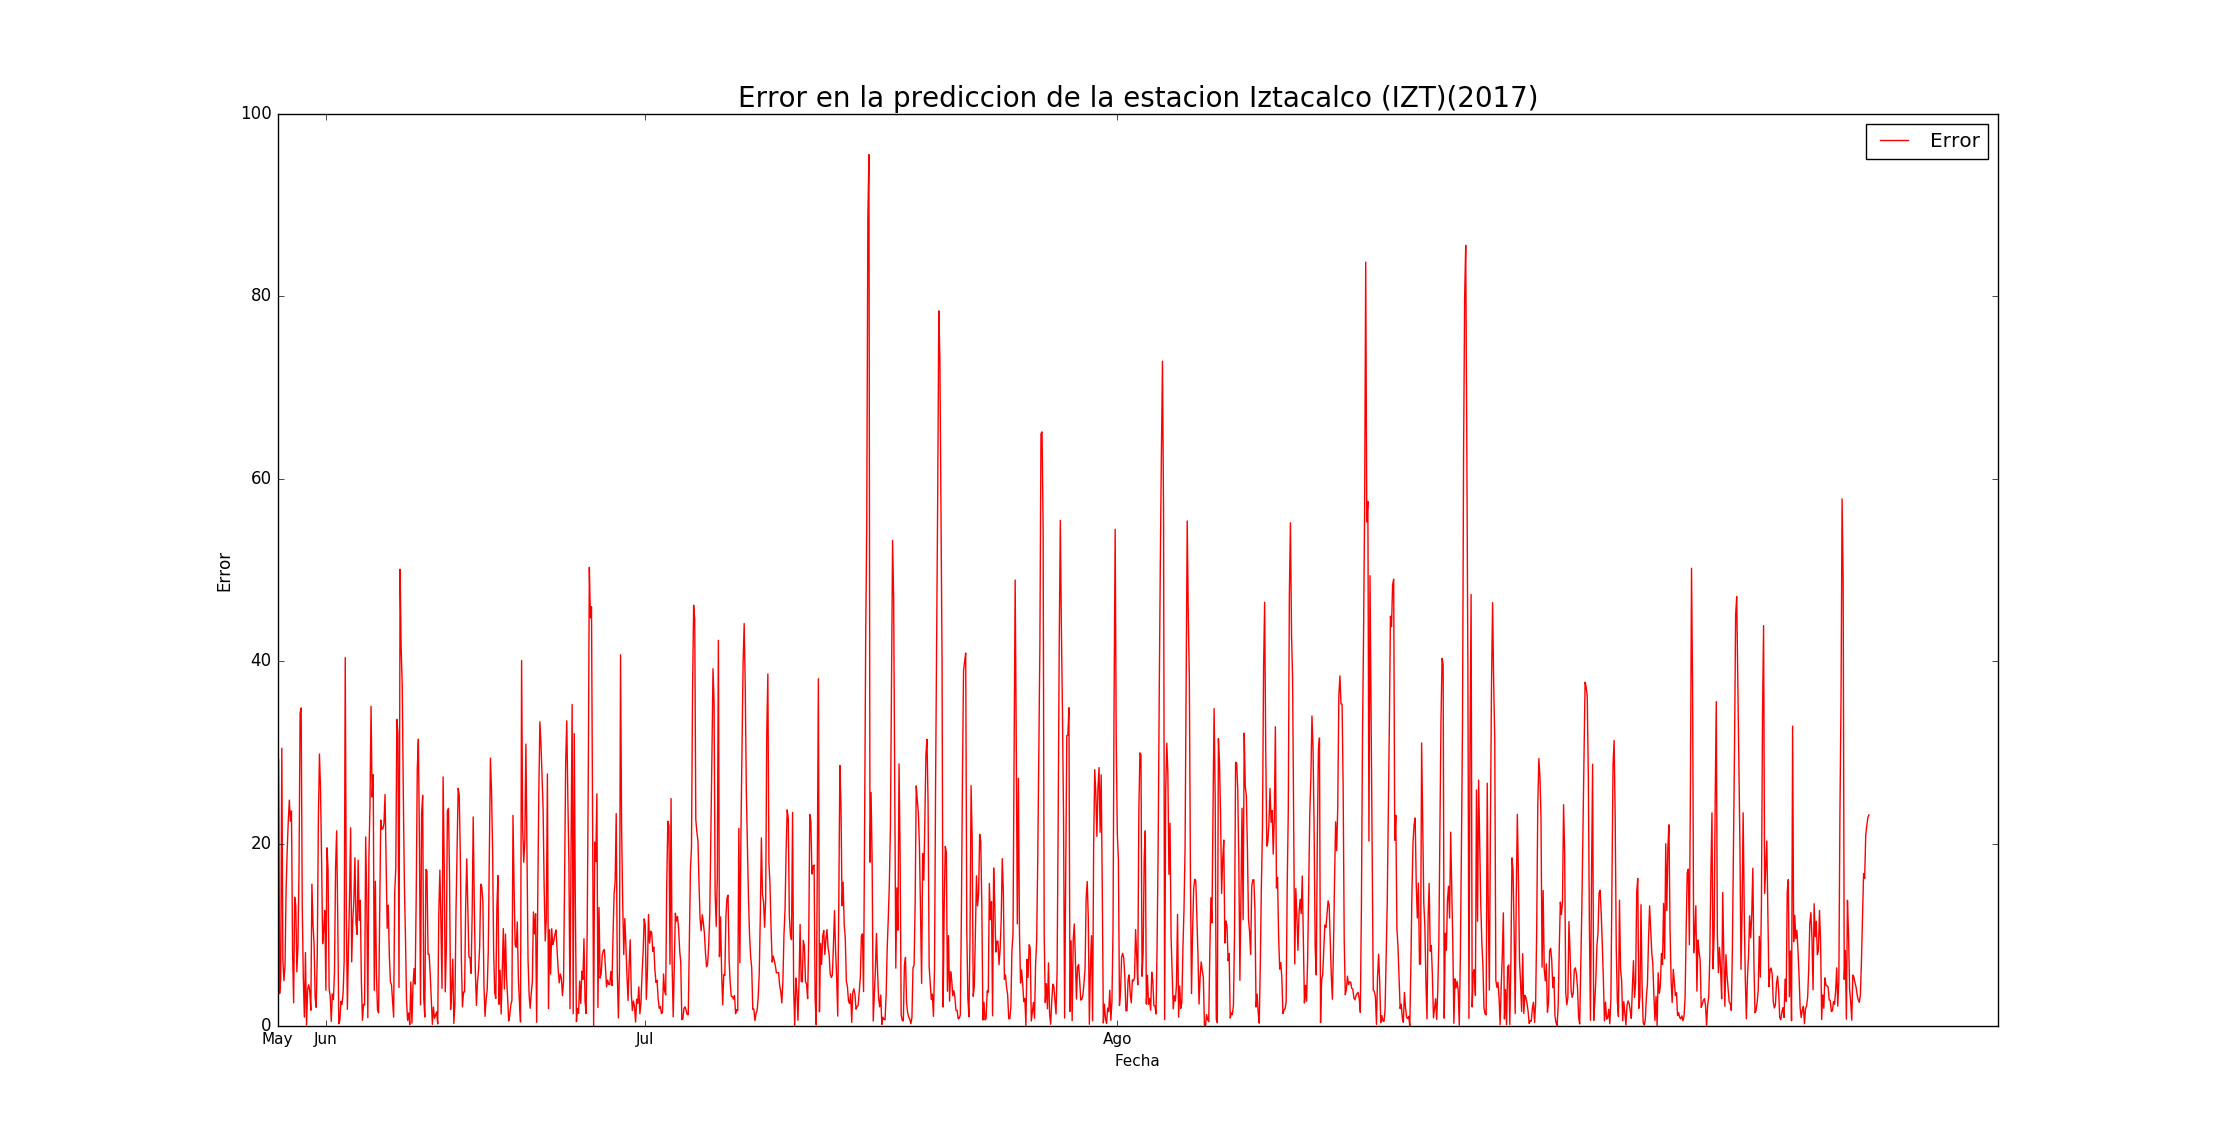 Error en la prediccion de la estacion Iztacalco (IZT)(2017)
100
Error
80
60
Error
40
20
0
May Jun Jul Ago
Fecha